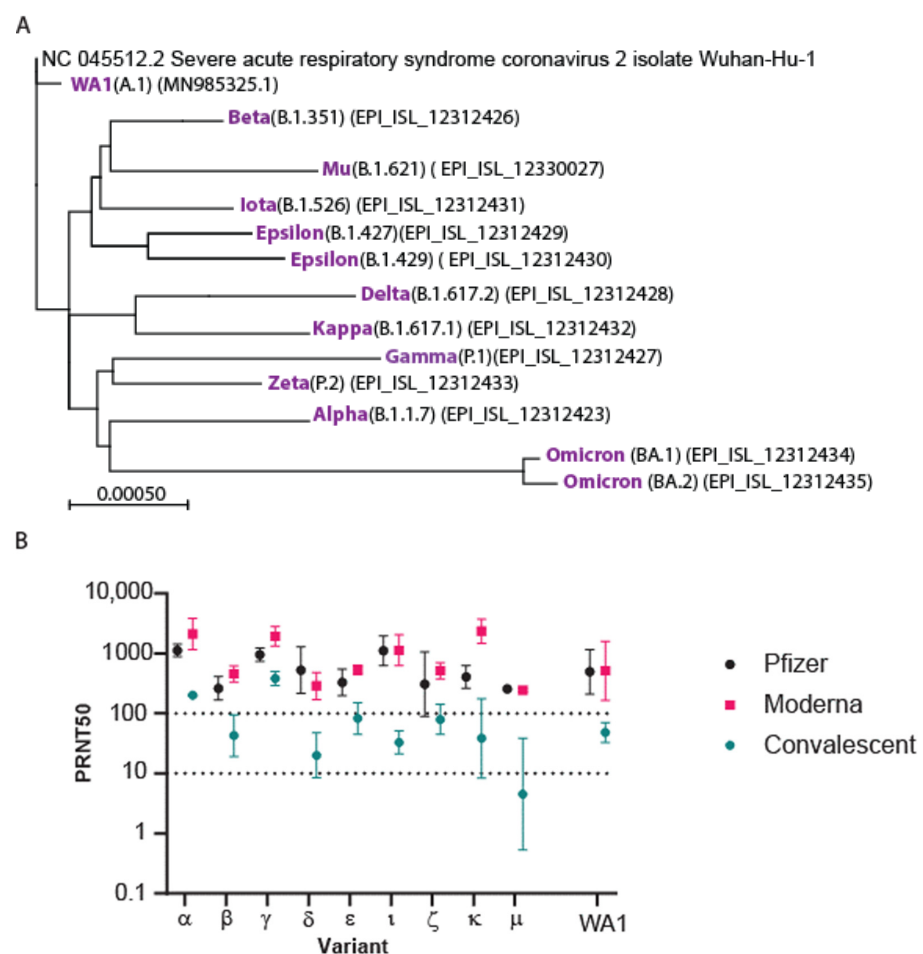 A
NC 045512.2 Severe acute respiratory syndrome coronavirus 2 isolate Wuhan-Hu-1
WA1(A.1) (MN985325.1)
Beta(B.1.351) (EPI_ISL_12312426)
Mu(B.1.621) ( EPI_ISL_12330027)
Iota(B.1.526) (EPI_ISL_12312431)
Epsilon(B.1.427)(EPI_ISL_12312429)
Epsilon(B.1.429) ( EPI_ISL_12312430)
Delta(B.1.617.2) (EPI_ISL_12312428)
Kappa(B.1.617.1) (EPI_ISL_12312432)
Gamma(P.1)(EPI_ISL_12312427)
Zeta(P.2) (EPI_ISL_12312433)
Alpha(B.1.1.7) (EPI_ISL_12312423)
Omicron (BA.1) (EPI_ISL_12312434)
Omicron (BA.2) (EPI_ISL_12312435)
0.00050
B
PRNT50
10,000
1000
100
10
1
0.1
α β γ δ ε ι ζ κ μ WA1
Variant
Pfizer
Moderna
Convalescent